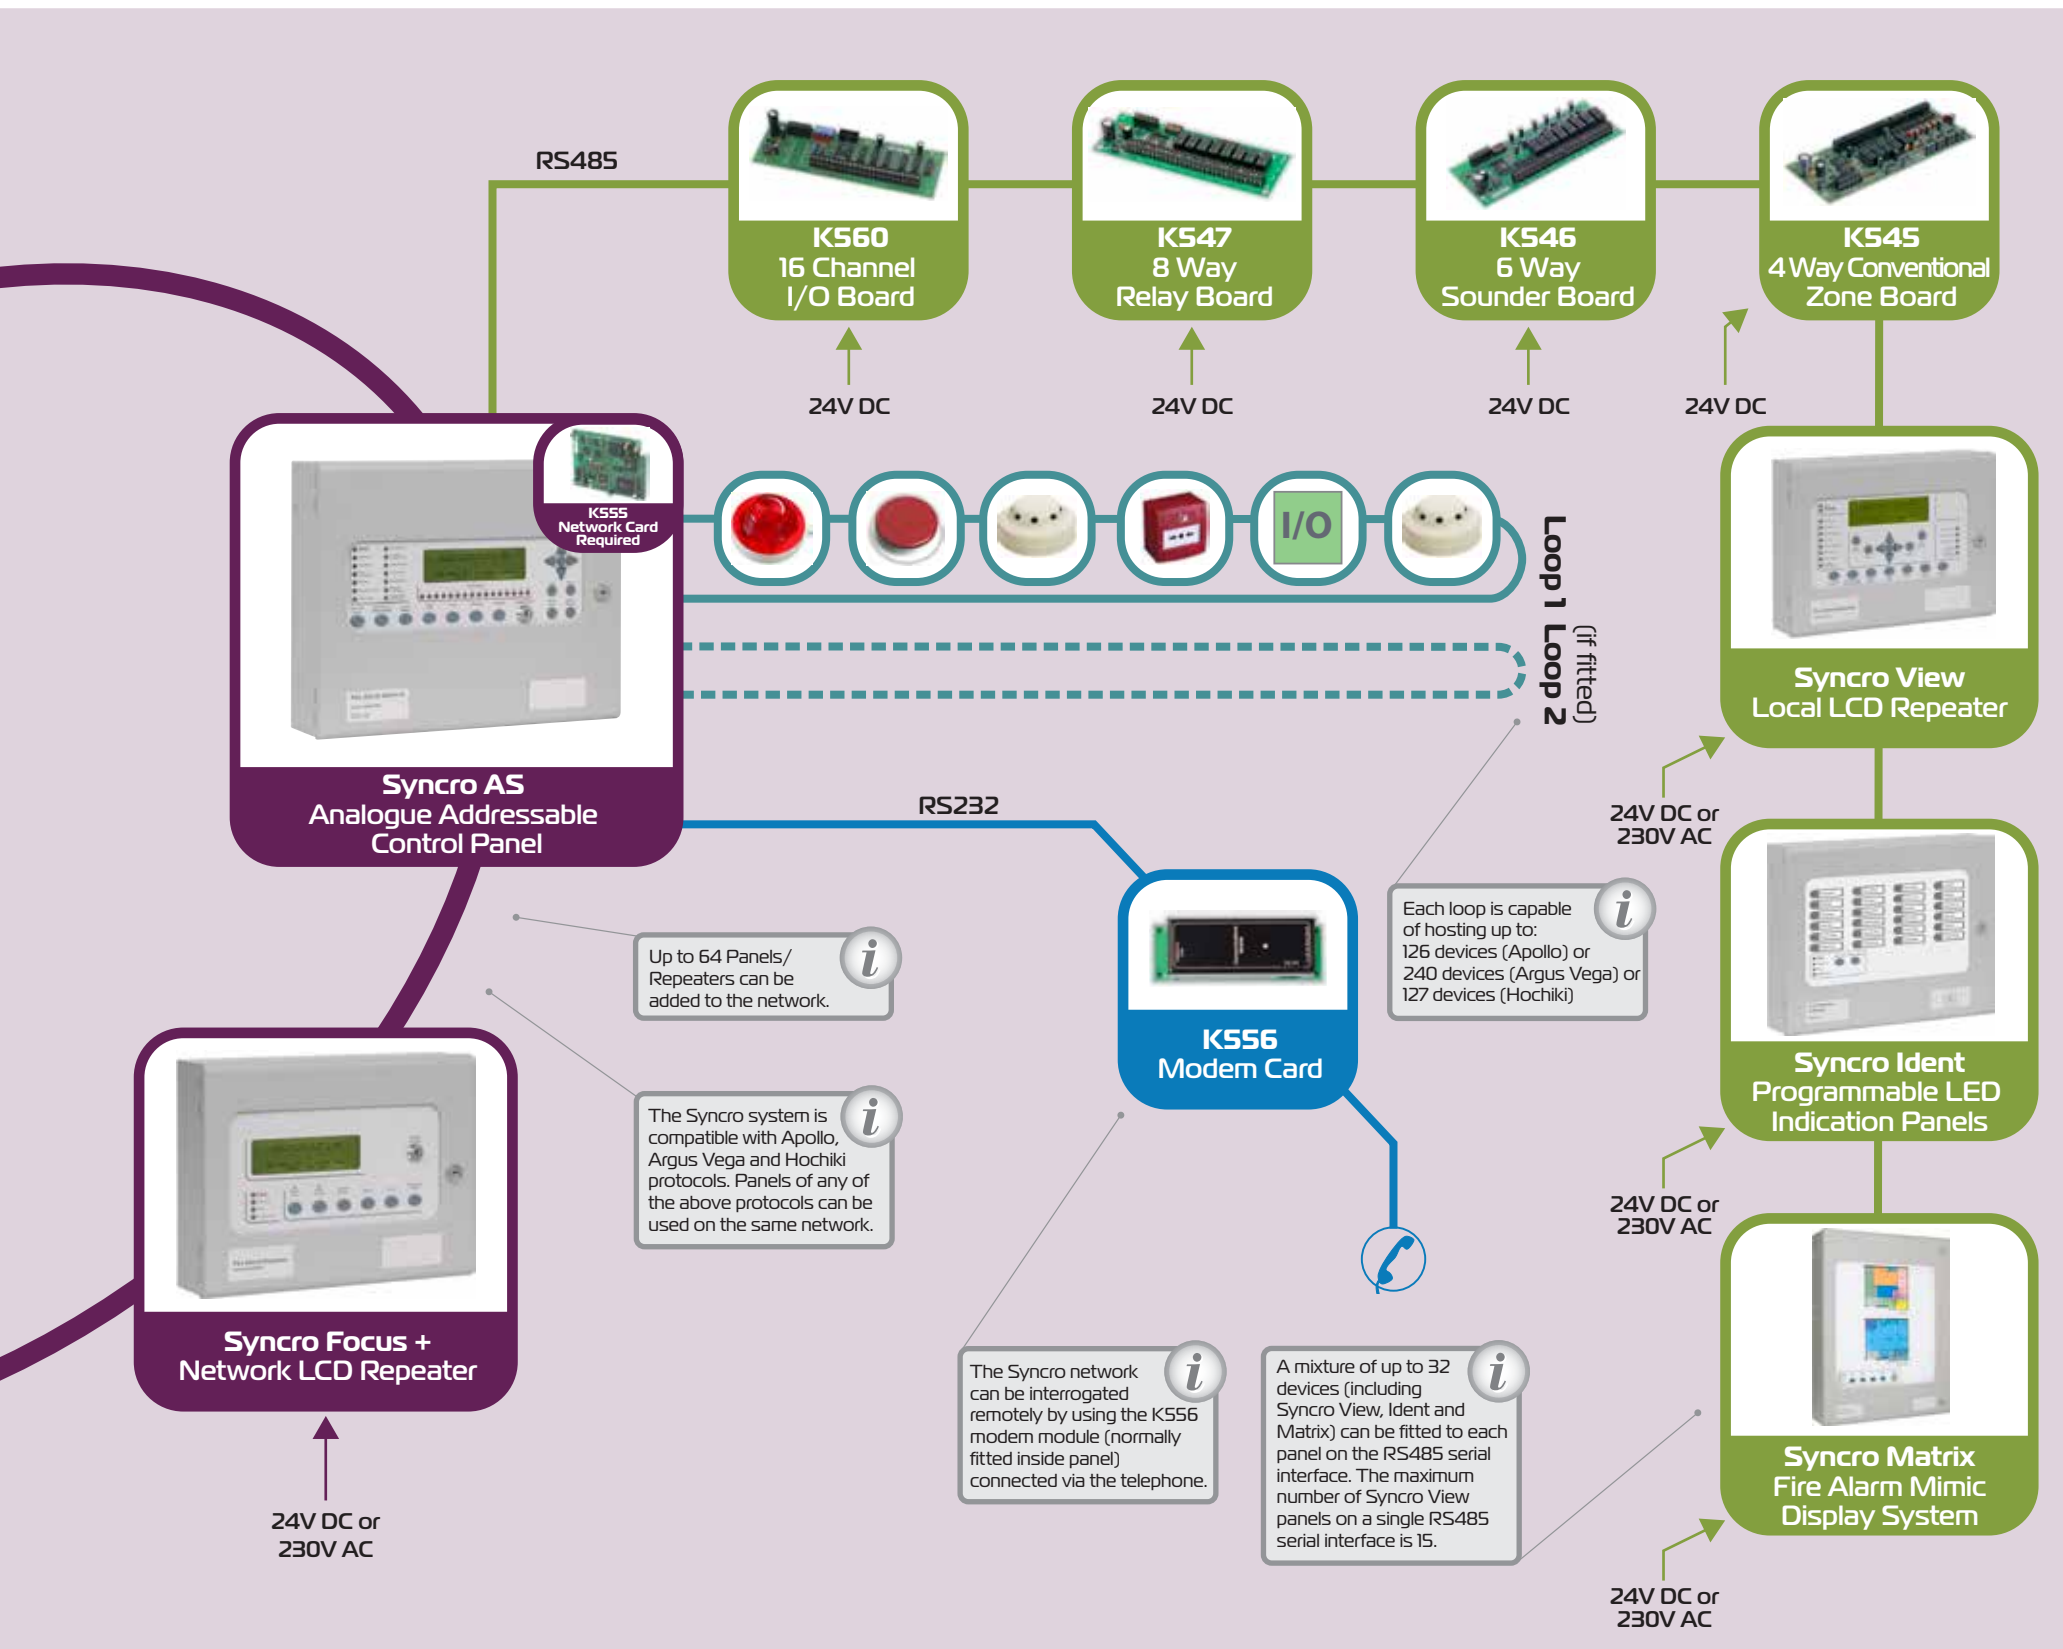 RS485
K560
16 Channel
I/O Board
24V DC
K547
8 Way
Relay Board
24V DC
K546
6 Way
Sounder Board
24V DC
K545
4 Way Conventional
Zone Board
24V DC
K555
Network Card
Required
Syncro AS
Analogue Addressable
Control Panel
I/O
Loop 1
Loop 2
(if fitted)
Syncro View
Local LCD Repeater
24V DC or
230V AC
RS232
K556
Modem Card
Each loop is capable
of hosting up to:
126 devices (Apollo) or
240 devices (Argus Vega) or
127 devices (Hochiki)
Syncro Ident
Programmable LED
Indication Panels
24V DC or
230V AC
Up to 64 Panels/
Repeaters can be
added to the network.
The Syncro system is
compatible with Apollo,
Argus Vega and Hochiki
protocols. Panels of any of
the above protocols can be
used on the same network.
Syncro Focus +
Network LCD Repeater
24V DC or
230V AC
The Syncro network
can be interrogated
remotely by using the K556
modem module (normally
fitted inside panel)
connected via the telephone.
A mixture of up to 32
devices (including
Syncro View, Ident and
Matrix) can be fitted to each
panel on the RS485 serial
interface. The maximum
number of Syncro View
panels on a single RS485
serial interface is 15.
Syncro Matrix
Fire Alarm Mimic
Display System
24V DC or
230V AC